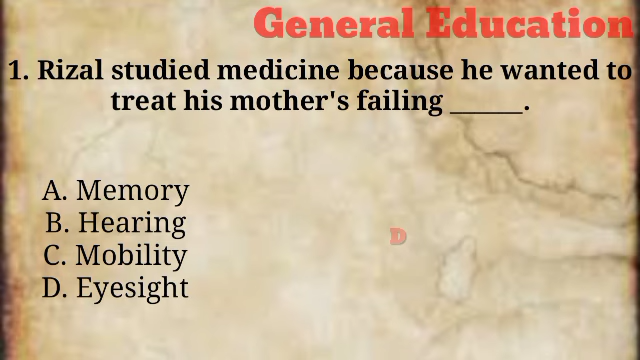 General Education
1. Rizal studied medicine because he wanted to
treat his mother's failing ______.
A. Memory
B. Hearing
C. Mobility
D. Eyesight
D